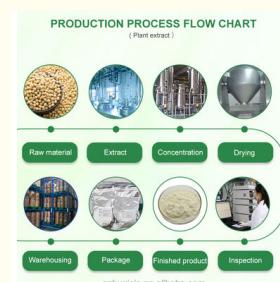 PRODUCTION PROCESS FLOW CHART
( Plant extract )
Raw material
Extract
Concentration
Drying
Warehousing
Package
Finished product
Inspection